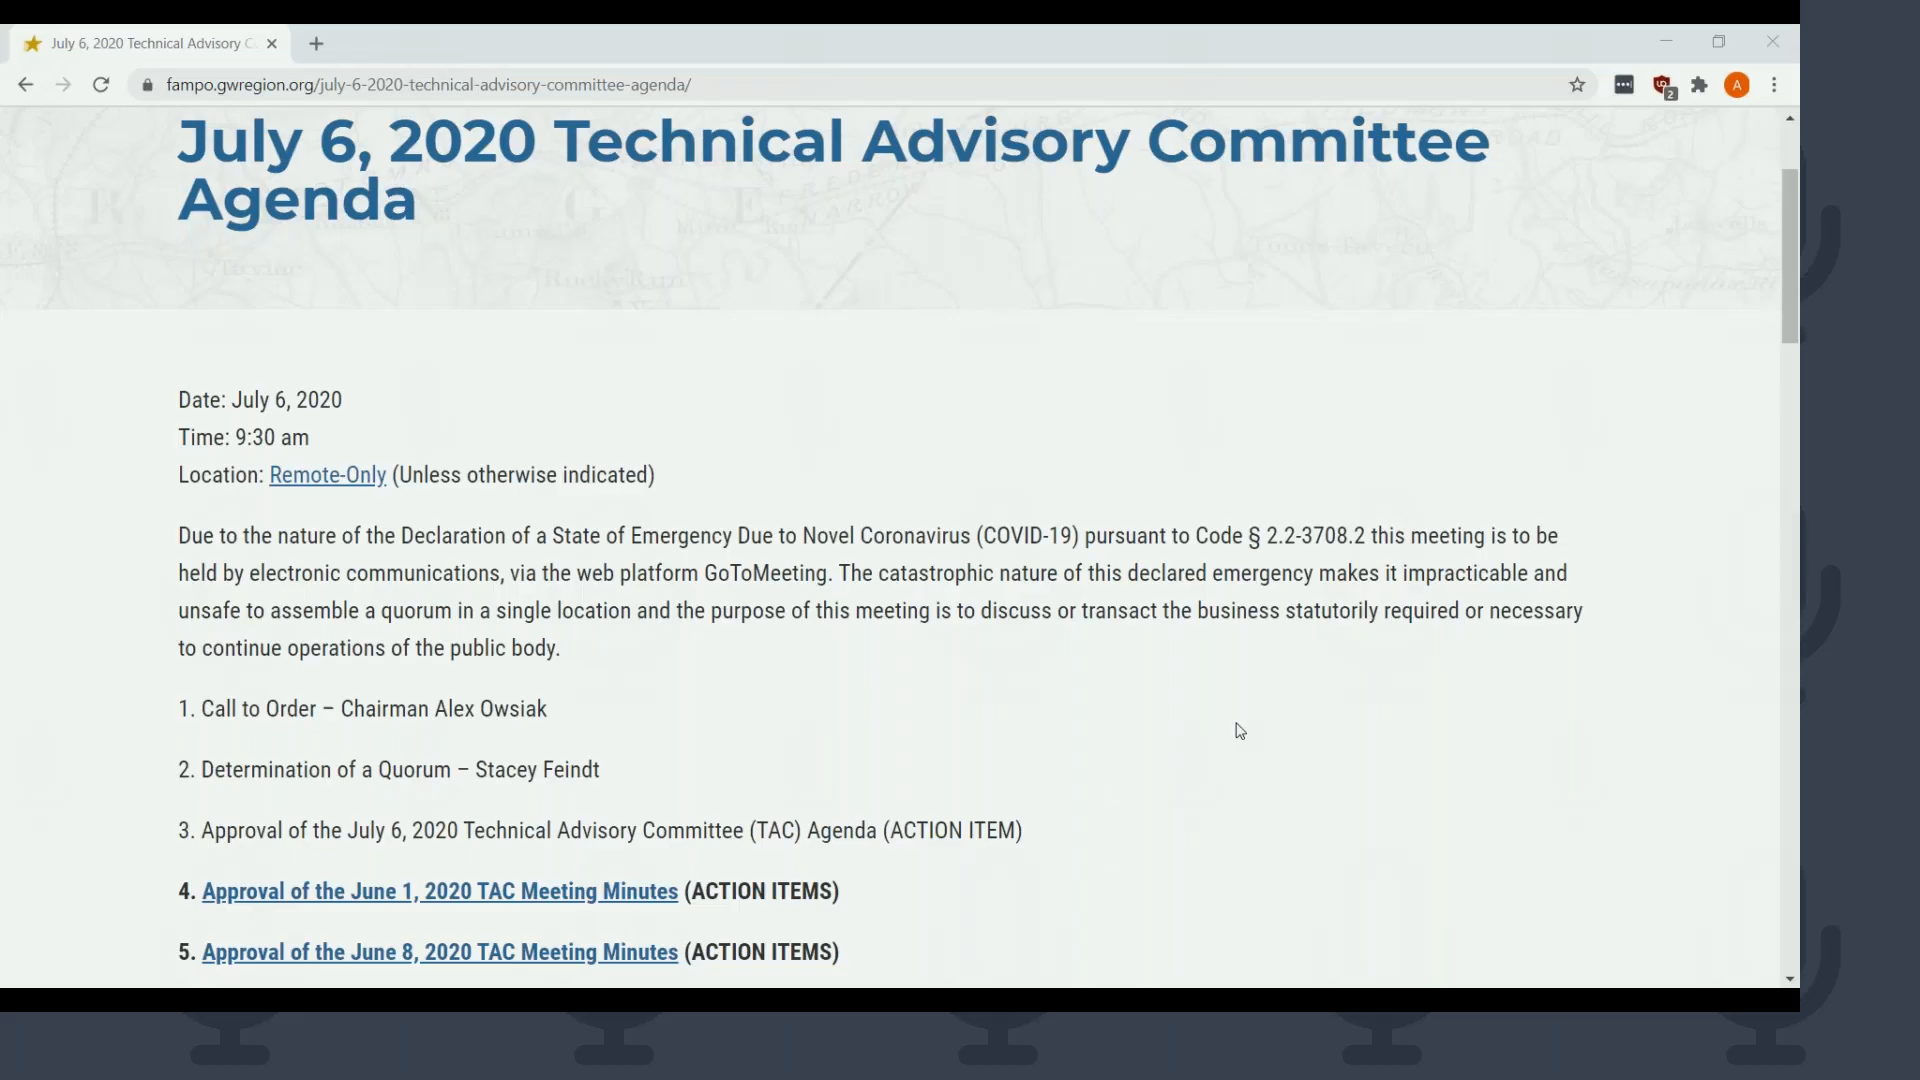 July 6, 2020 Technical Advisory C
fampo.gwregion.org/july-6-2020-technical-advisory-committee-agenda/
2
A
July 6, 2020 Technical Advisory Committee
Agenda
Date: July 6, 2020
Time: 9:30 am
Location: Remote-Only (Unless otherwise indicated)
Due to the nature of the Declaration of a State of Emergency Due to Novel Coronavirus (COVID-19) pursuant to Code § 2.2-3708.2 this meeting is to be
held by electronic communications, via the web platform GoToMeeting. The catastrophic nature of this declared emergency makes it impracticable and
unsafe to assemble a quorum in a single location and the purpose of this meeting is to discuss or transact the business statutorily required or necessary
to continue operations of the public body.
1. Call to Order – Chairman Alex Owsiak
2. Determination of a Quorum – Stacey Feindt
3. Approval of the July 6, 2020 Technical Advisory Committee (TAC) Agenda (ACTION ITEM)
4. Approval of the June 1, 2020 TAC Meeting Minutes (ACTION ITEMS)
5. Approval of the June 8, 2020 TAC Meeting Minutes (ACTION ITEMS)